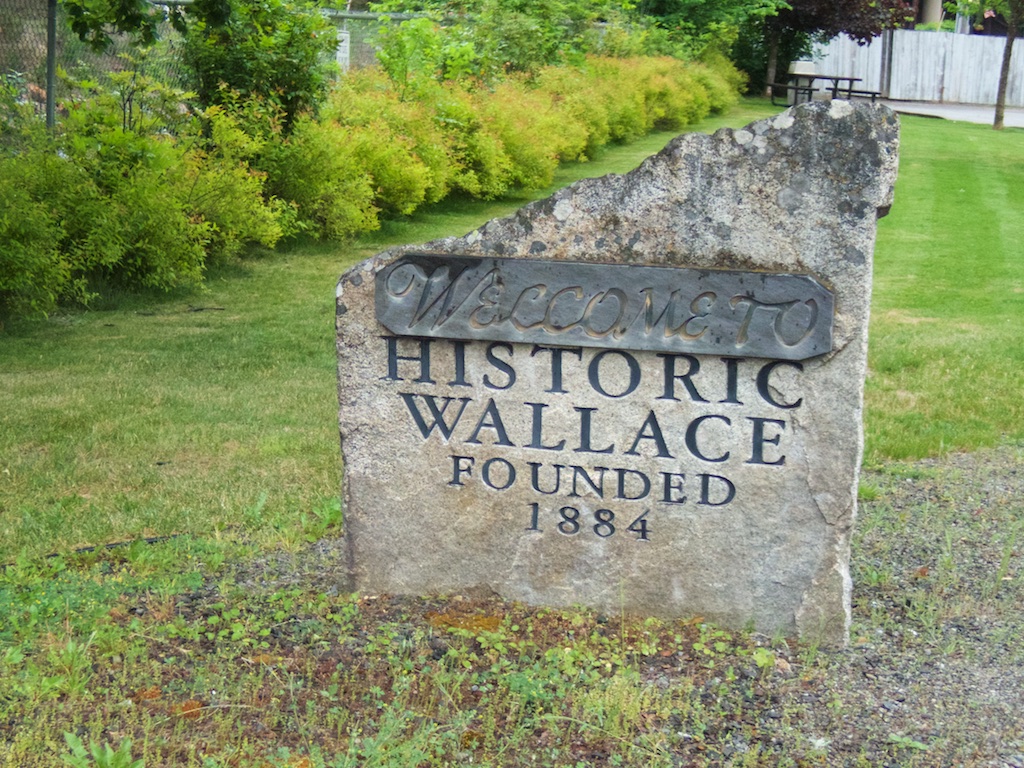 WELCOME TO
HISTORIC
WALLACE
FOUNDED
1884